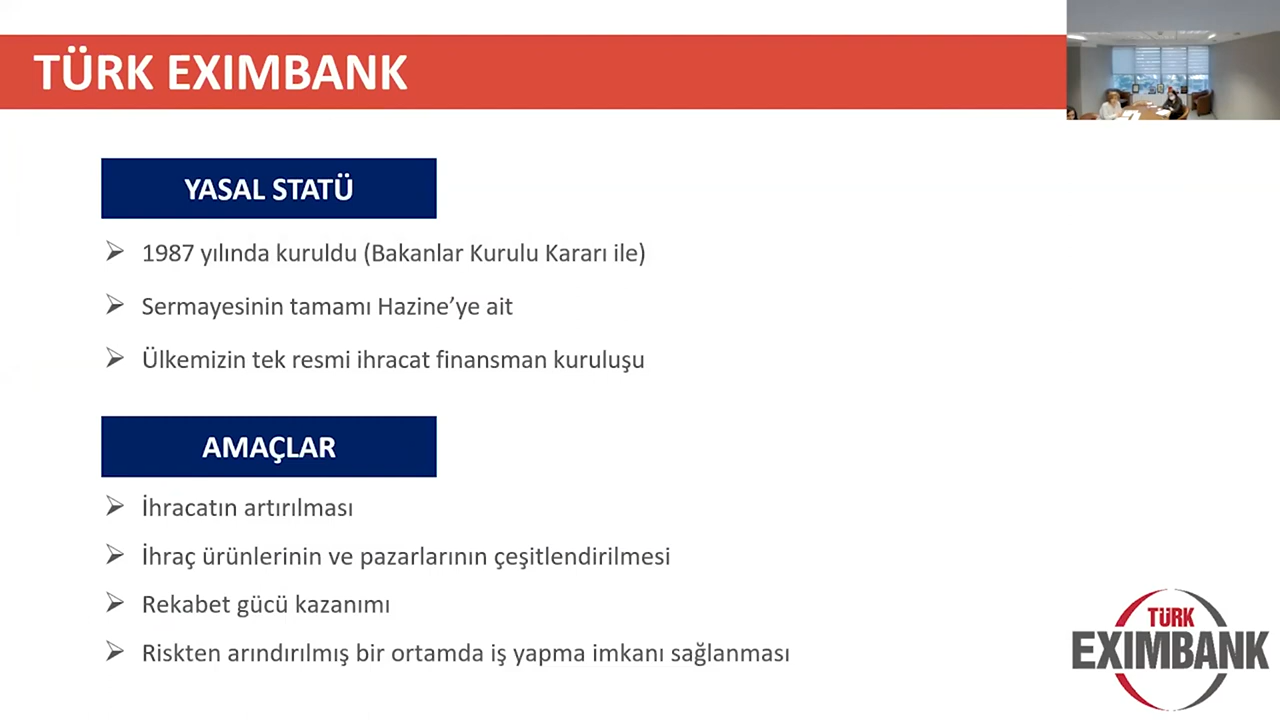 TÜRK EXIMBANK
YASAL STATÜ
1987 yılında kuruldu (Bakanlar Kurulu Kararı ile)
Sermayesinin tamamı Hazine’ye ait
Ülkemizin tek resmi ihracat finansman kuruluşu
AMAÇLAR
İhracatın artırılması
İhraç ürünlerinin ve pazarlarının çeşitlendirilmesi
Rekabet gücü kazanımı
Riskten arındırılmış bir ortamda iş yapma imkanı sağlanması
TÜRK
EXIMBANK